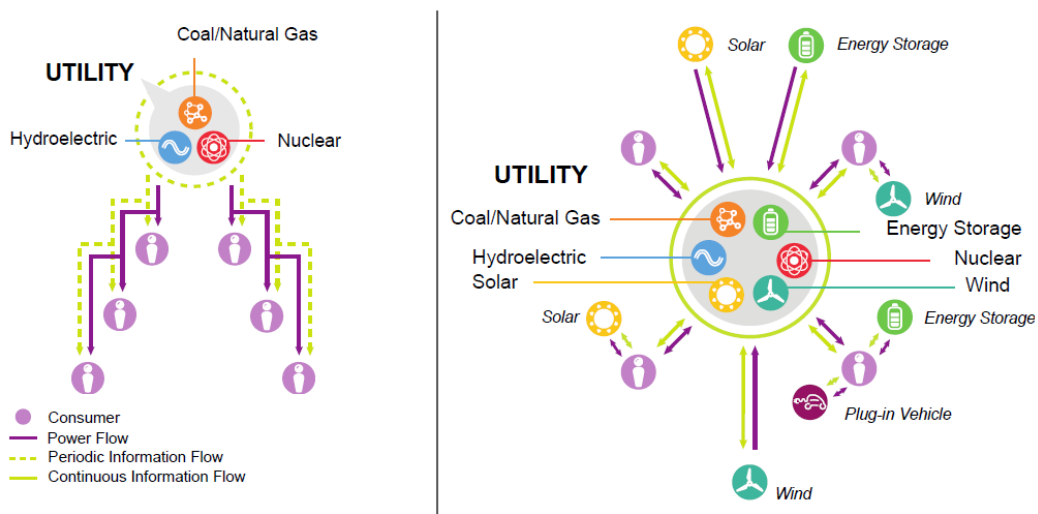 Coal/Natural Gas
UTILITY
Hydroelectric
Nuclear
Consumer
Power Flow
Periodic Information Flow
Continuous Information Flow
Solar
Energy Storage
UTILITY
Wind
Coal/Natural Gas
Energy Storage
Hydroelectric
Nuclear
Solar
Wind
Solar
Energy Storage
Plug-in Vehicle
Wind